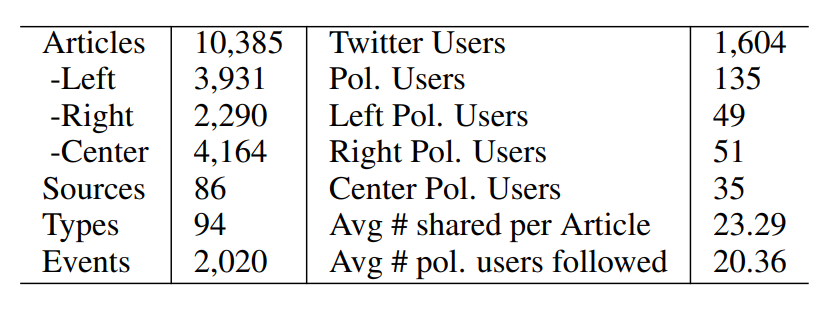 Articles 10,385 Twitter Users 1,604
-Left 3,931 Pol. Users 135
-Right 2,290 Left Pol. Users 49
-Center 4,164 Right Pol. Users 51
Sources 86 Center Pol. Users 35
Types 94 Avg # shared per Article 23.29
Events 2,020 Avg # pol. users followed 20.36